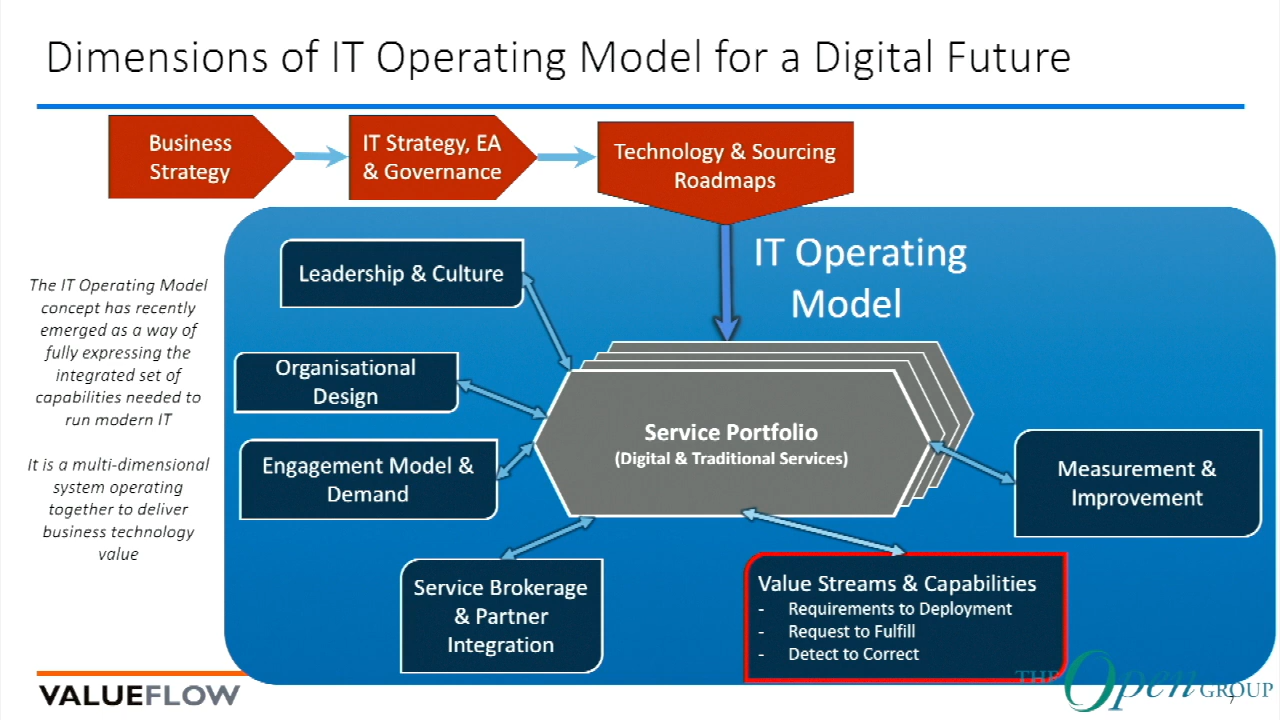 Dimensions of IT Operating Model for a Digital Future
Business
Strategy
IT Strategy, EA
& Governance
Technology & Sourcing
Roadmaps
IT Operating
Model
The IT Operating Model
concept has recently
emerged as a way of
fully expressing the
integrated set of
capabilities needed to
run modern IT
It is a multi-dimensional
system operating
together to deliver
business technology
value
Leadership & Culture
Organisational
Design
Engagement Model &
Demand
Service Brokerage
& Partner
Integration
Service Portfolio
(Digital & Traditional Services)
Value Streams & Capabilities
- Requirements to Deployment
- Request to Fulfill
- Detect to Correct
Measurement &
Improvement
VALUEFLOW
THE Open GROUP
7